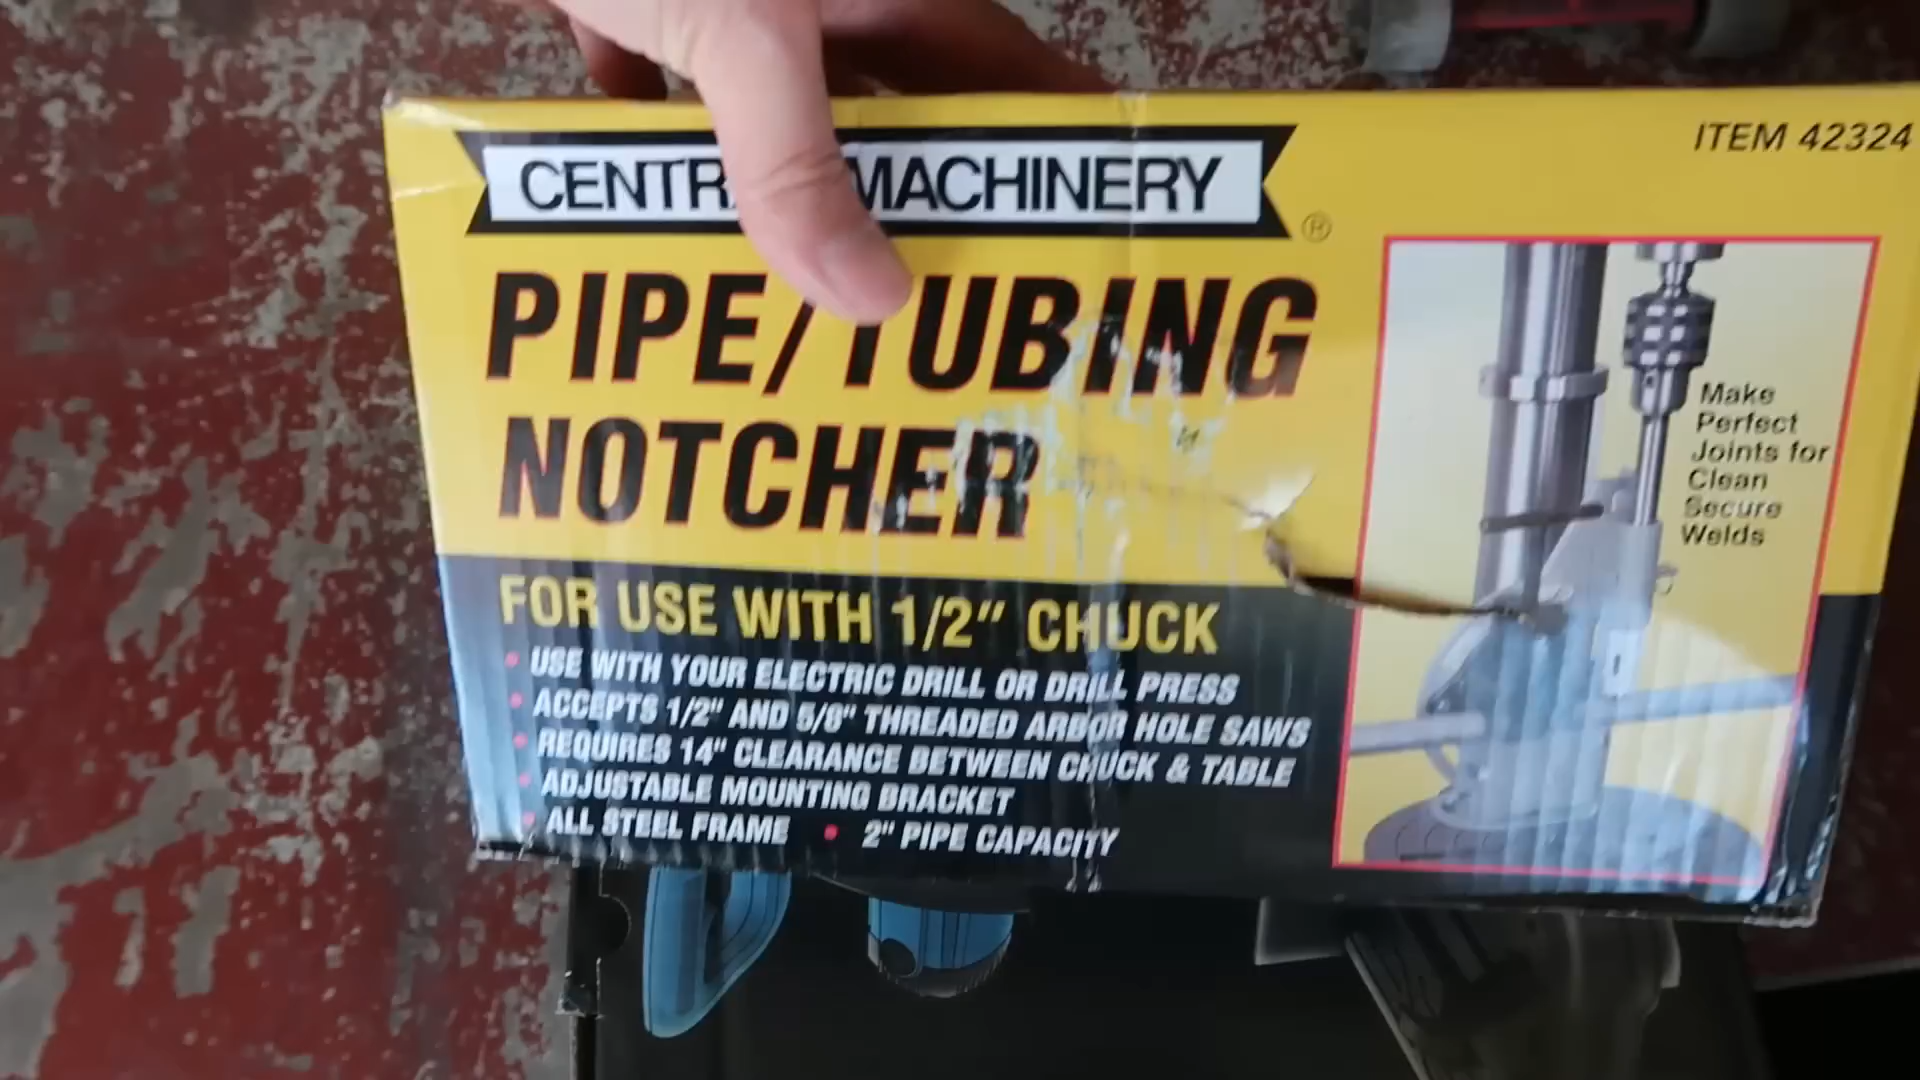 CENTR MACHINERY
®
ITEM 42324
PIPE/TUBING
NOTCHER
FOR USE WITH 1/2" CHUCK
• USE WITH YOUR ELECTRIC DRILL OR DRILL PRESS
• ACCEPTS 1/2" AND 5/8" THREADED ARBOR HOLE SAWS
• REQUIRES 14" CLEARANCE BETWEEN CHUCK & TABLE
• ADJUSTABLE MOUNTING BRACKET
• ALL STEEL FRAME • 2" PIPE CAPACITY
Make
Perfect
Joints for
Clean
Secure
Welds